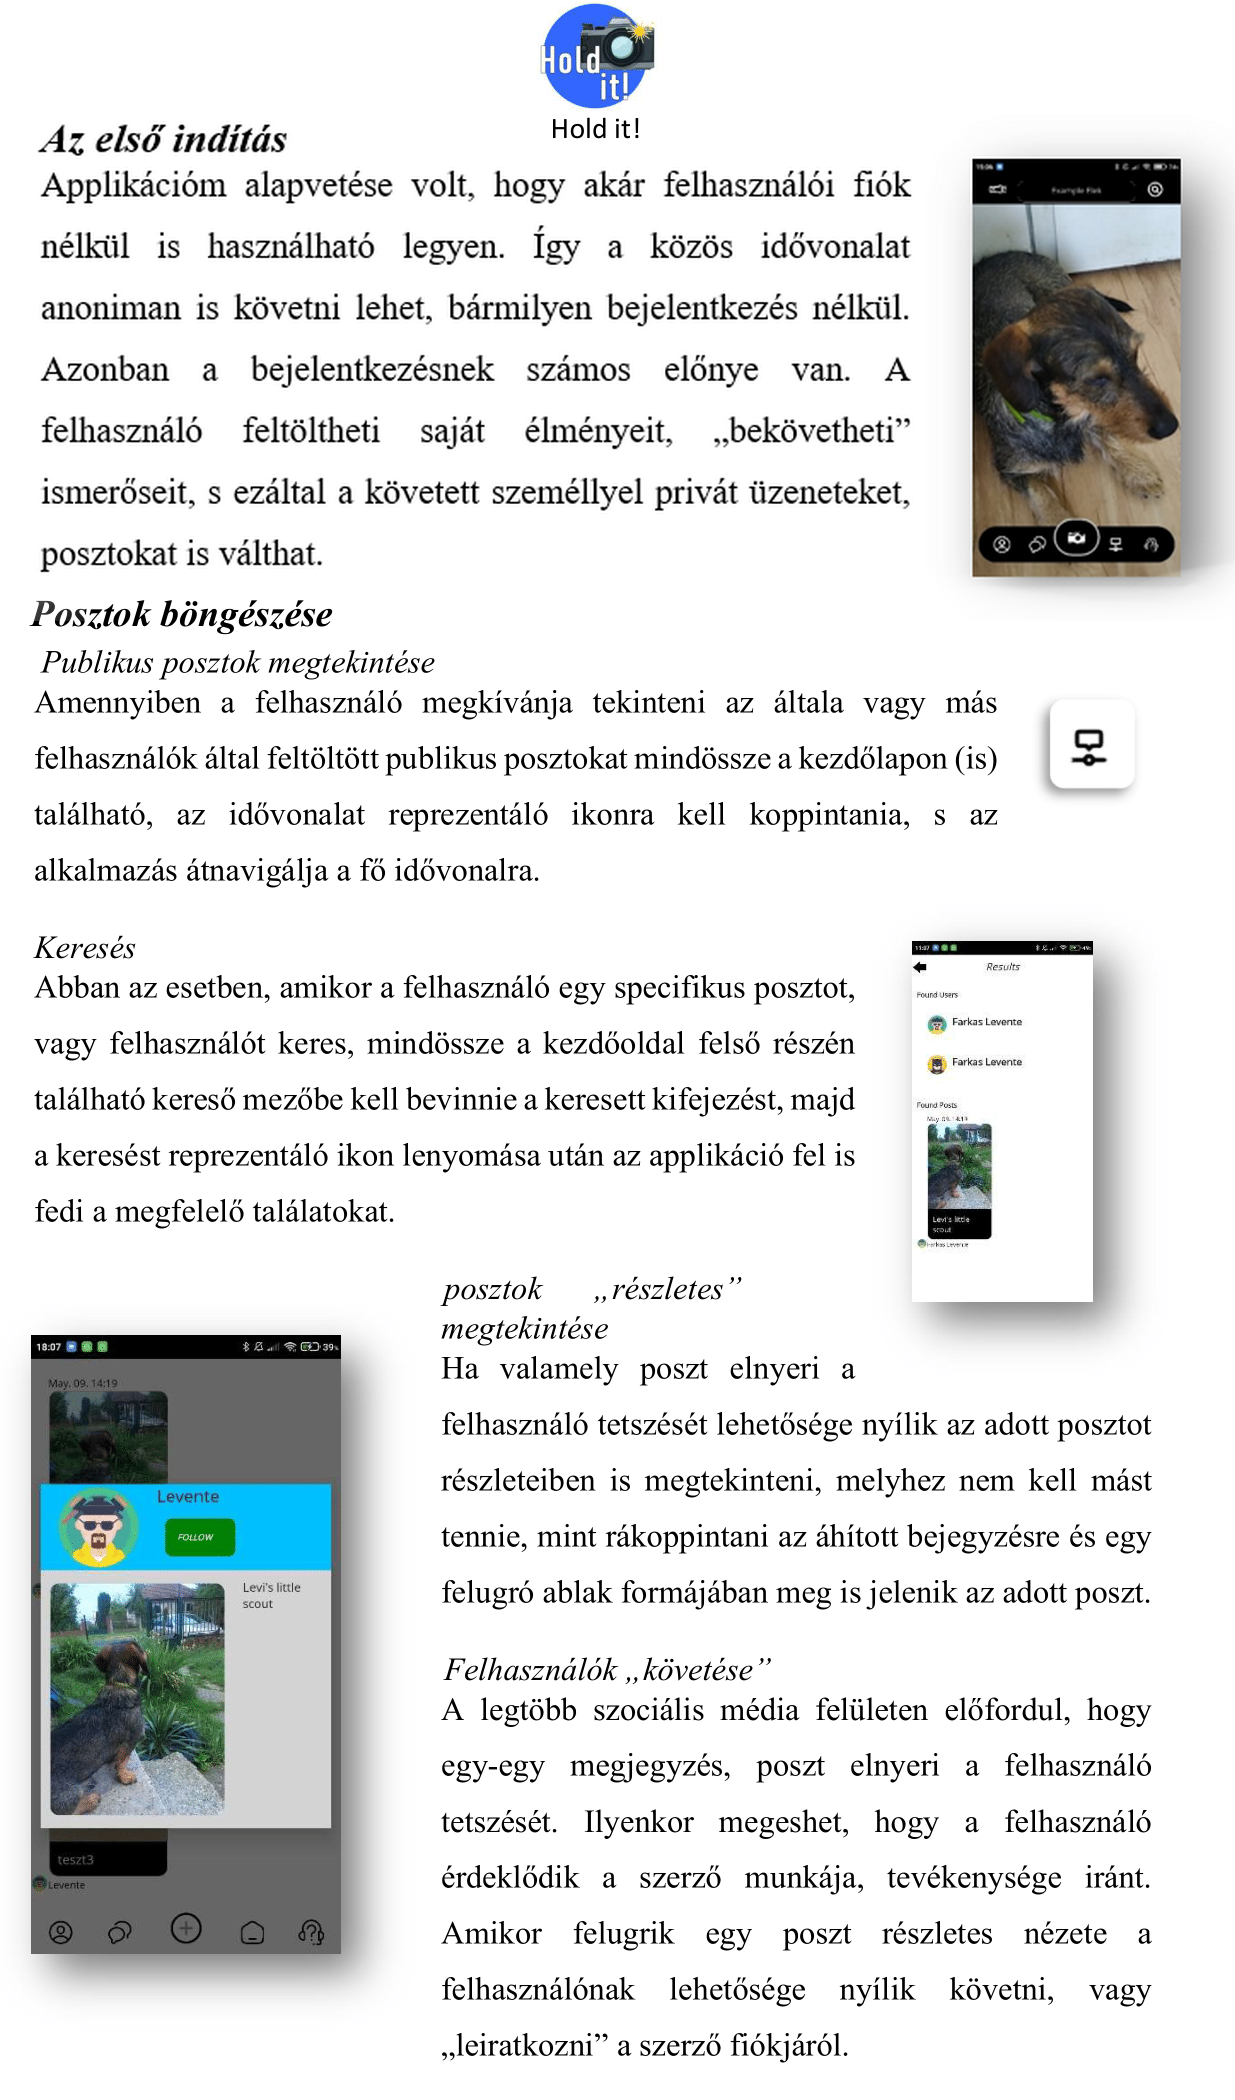 Hold
it!
Hold it!
Az első indítás
Applikációm alapvetése volt, hogy akár felhasználói fiók
nélkül is használható legyen. Így a közös idővonalat
anoniman is követni lehet, bármilyen bejelentkezés nélkül.
Azonban a bejelentkezésnek számos előnye van. A
felhasználó feltöltheti saját élményeit, „bekövetheti”
ismerőseit, s ezáltal a követett személlyel privát üzeneteket,
posztokat is válthat.
Posztok böngészése
Publikus posztok megtekintése
Amennyiben a felhasználó megkívánja tekinteni az általa vagy más
felhasználók által feltöltött publikus posztokat mindössze a kezdőlapon (is)
található, az idővonalat reprezentáló ikonra kell koppintania, s az
alkalmazás átnavigálja a fő idővonalra.
Keresés
Abban az esetben, amikor a felhasználó egy specifikus posztot,
vagy felhasználót keres, mindössze a kezdőoldal felső részén
található kereső mezőbe kell bevinnie a keresett kifejezést, majd
a keresést reprezentáló ikon lenyomása után az applikáció fel is
fedi a megfelelő találatokat.
Results
Found Users
Farkas Levente
Farkas Levente
Found Posts
May. 09. 14:19
Levi's little
scout
Farkas Levente
posztok „részletes”
megtekintése
Ha valamely poszt elnyeri a
felhasználó tetszését lehetősége nyílik az adott posztot
részleteiben is megtekinteni, melyhez nem kell mást
tennie, mint rákoppintani az áhított bejegyzésre és egy
felugró ablak formájában meg is jelenik az adott poszt.
18:07 39%
May. 09. 14:19
Levente
FOLLOW
Levi's little
scout
teszt3
Levente
Felhasználók „követése”
A legtöbb szociális média felületen előfordul, hogy
egy-egy megjegyzés, poszt elnyeri a felhasználó
tetszését. Ilyenkor megeshet, hogy a felhasználó
érdeklődik a szerző munkája, tevékenysége iránt.
Amikor felugrik egy poszt részletes nézete a
felhasználónak lehetősége nyílik követni, vagy
„leiratkozni” a szerző fiókjáról.